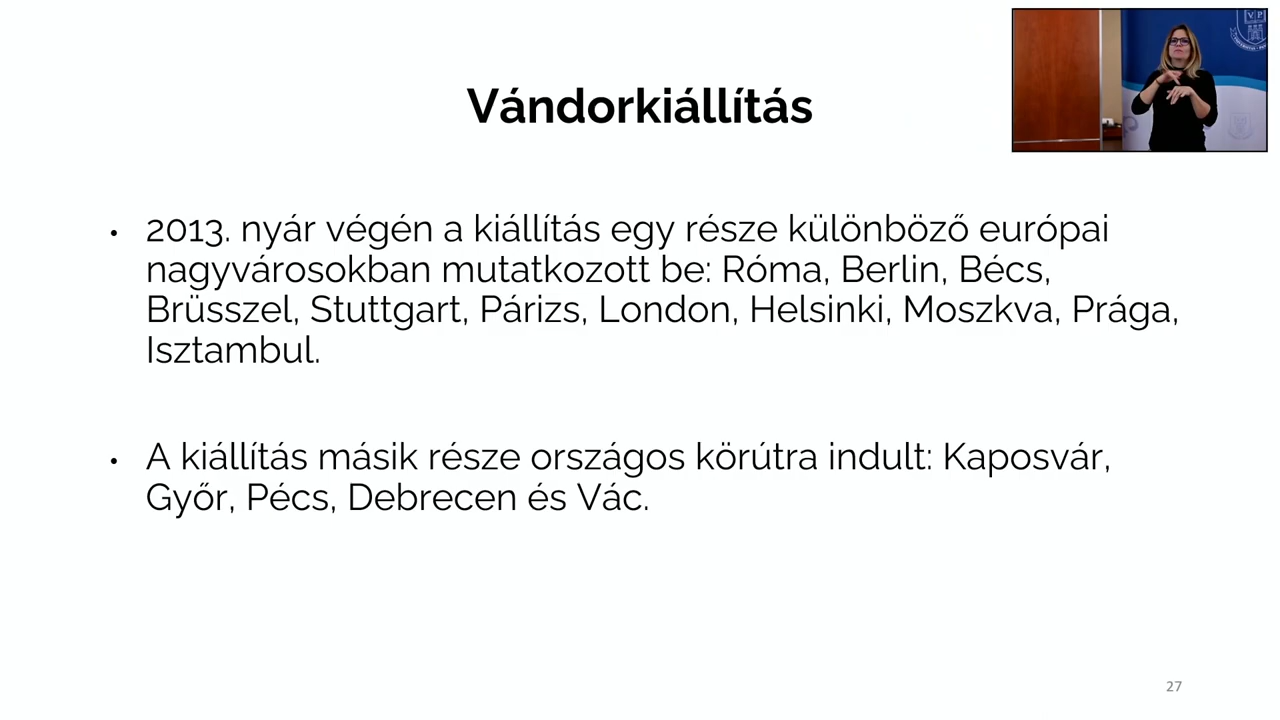 Vándorkiállítás
• 2013. nyár végén a kiállítás egy része különböző európai
nagyvárosokban mutatkozott be: Róma, Berlin, Bécs,
Brüsszel, Stuttgart, Párizs, London, Helsinki, Moszkva, Prága,
Isztambul.
• A kiállítás másik része országos körútra indult: Kaposvár,
Győr, Pécs, Debrecen és Vác.
27